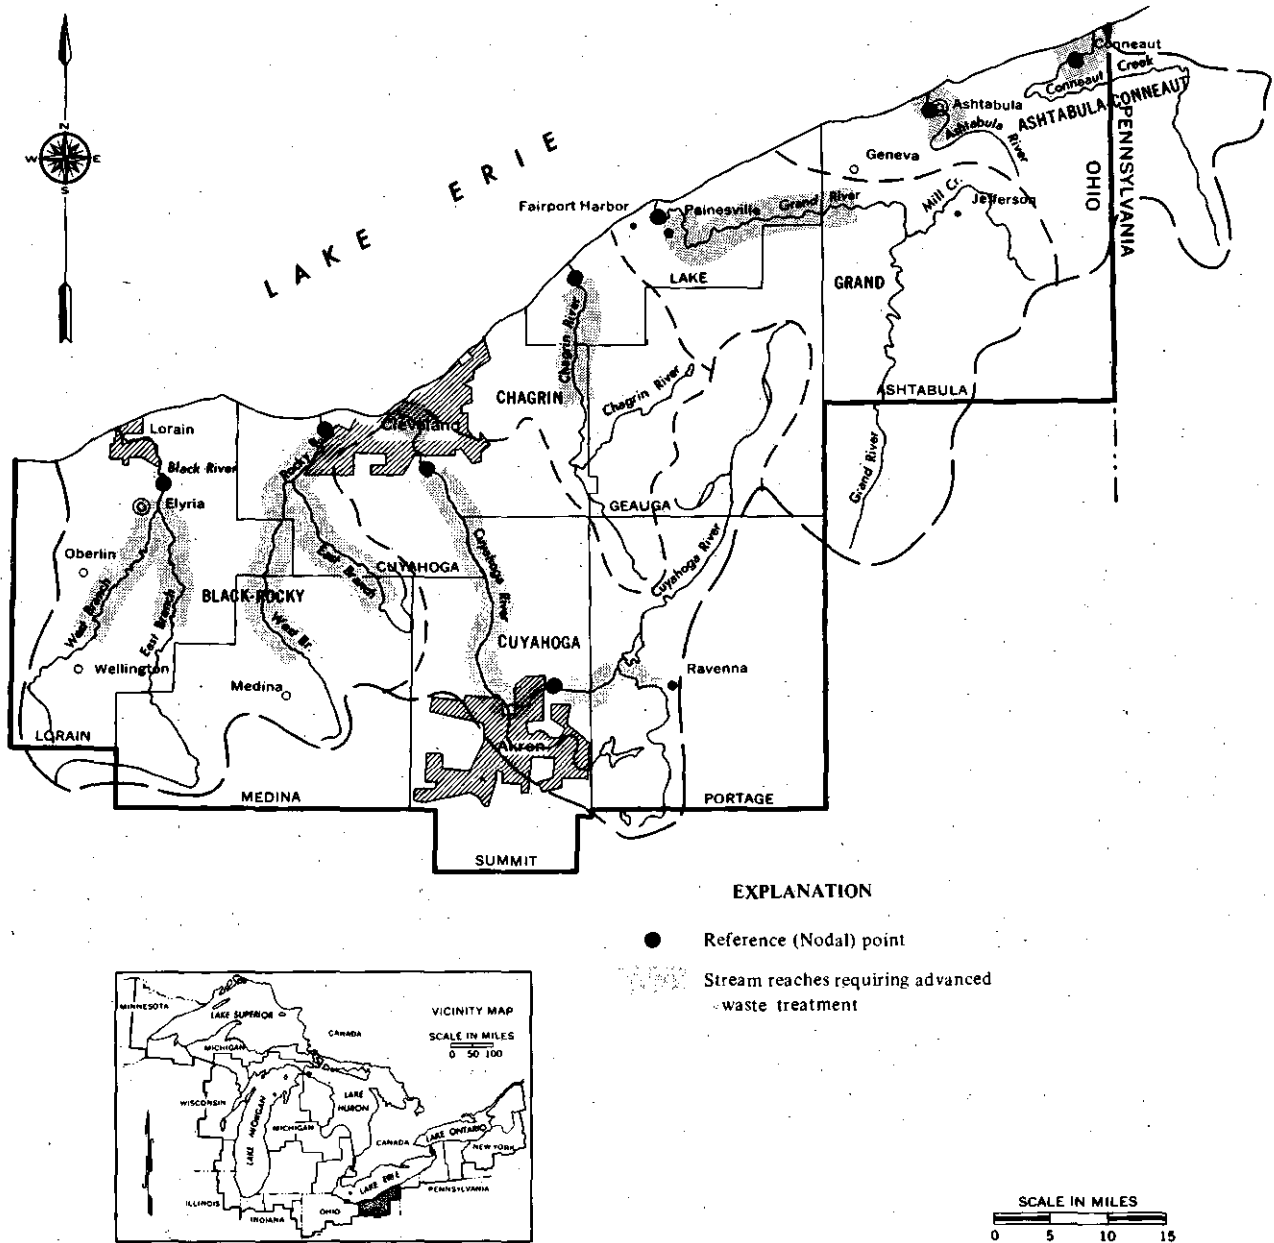 N
W
E
S
LAKE ERIE
Conneaut
Conneaut Creek
ASHTABULA-CONNEAUT
Ashtabula
Ashtabula River
PENNSYLVANIA
OHIO
Geneva
Mill Cr.
Jefferson
Fairport Harbor
Painesville
Grand River
LAKE
GRAND
ASHTABULA
Grand River
Chagrin River
CHAGRIN
Chagrin River
GEAUGA
Cleveland
Lorain
Black River
Rocky R.
Elyria
Oberlin
West Branch
East Branch
BLACK-ROCKY
East Branch
CUYAHOGA
Cuyahoga River
Cuyahoga River
West Br.
CUYAHOGA
Wellington
Medina
Ravenna
LORAIN
Akron
MEDINA
PORTAGE
SUMMIT
EXPLANATION
Reference (Nodal) point
Stream reaches requiring advanced
waste treatment
VICINITY MAP
SCALE IN MILES
0 50 100
MINNESOTA
LAKE SUPERIOR
CANADA
MICHIGAN
WISCONSIN
LAKE MICHIGAN
LAKE
HURON
MICHIGAN
CANADA
LAKE ONTARIO
NEW YORK
LAKE ERIE
PENNSYLVANIA
ILLINOIS
INDIANA
OHIO
SCALE IN MILES
0 5 10 15